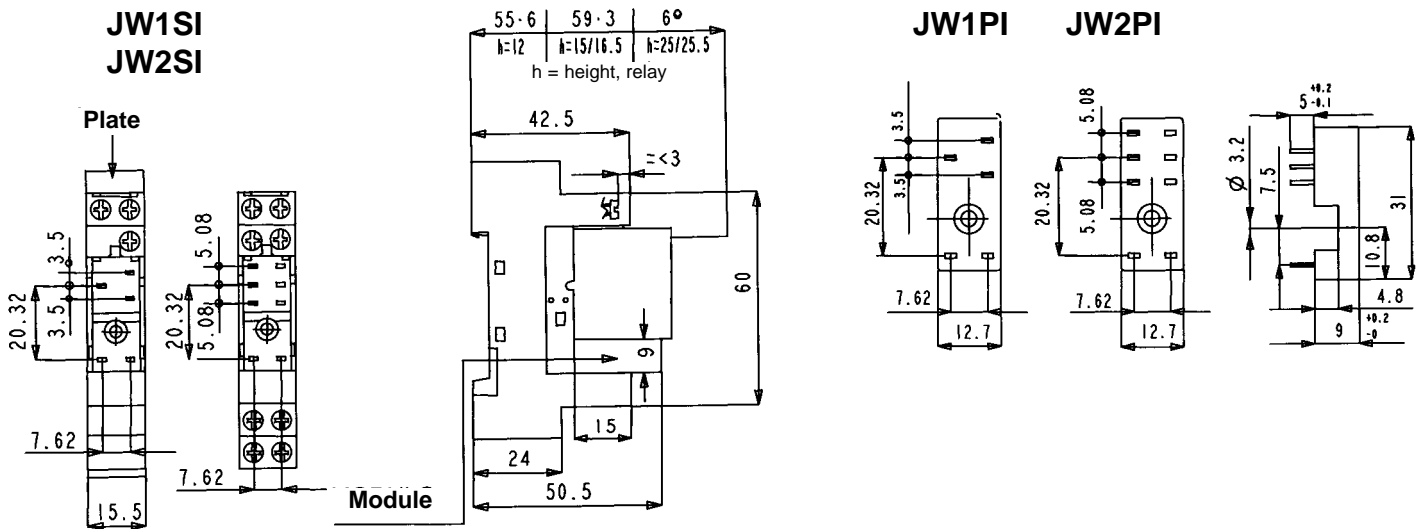 JW1SI
JW2SI
Plate
3.5
20.32
3.5
7.62
15.5
5.08
20.32
5.08
7.62
55·6 59·3 6°
h=12 h=15/16.5 h=25/25.5
h = height, relay
42.5
=<3
60
9
15
24
50.5
Module
JW1PI JW2PI
3.5
20.32
3.5
7.62
12.7
5.08
20.32
5.08
7.62
12.7
5 +0.2 -0.1
Ø 3.2
7.5
31
10.8
4.8
9 +0.2 -0